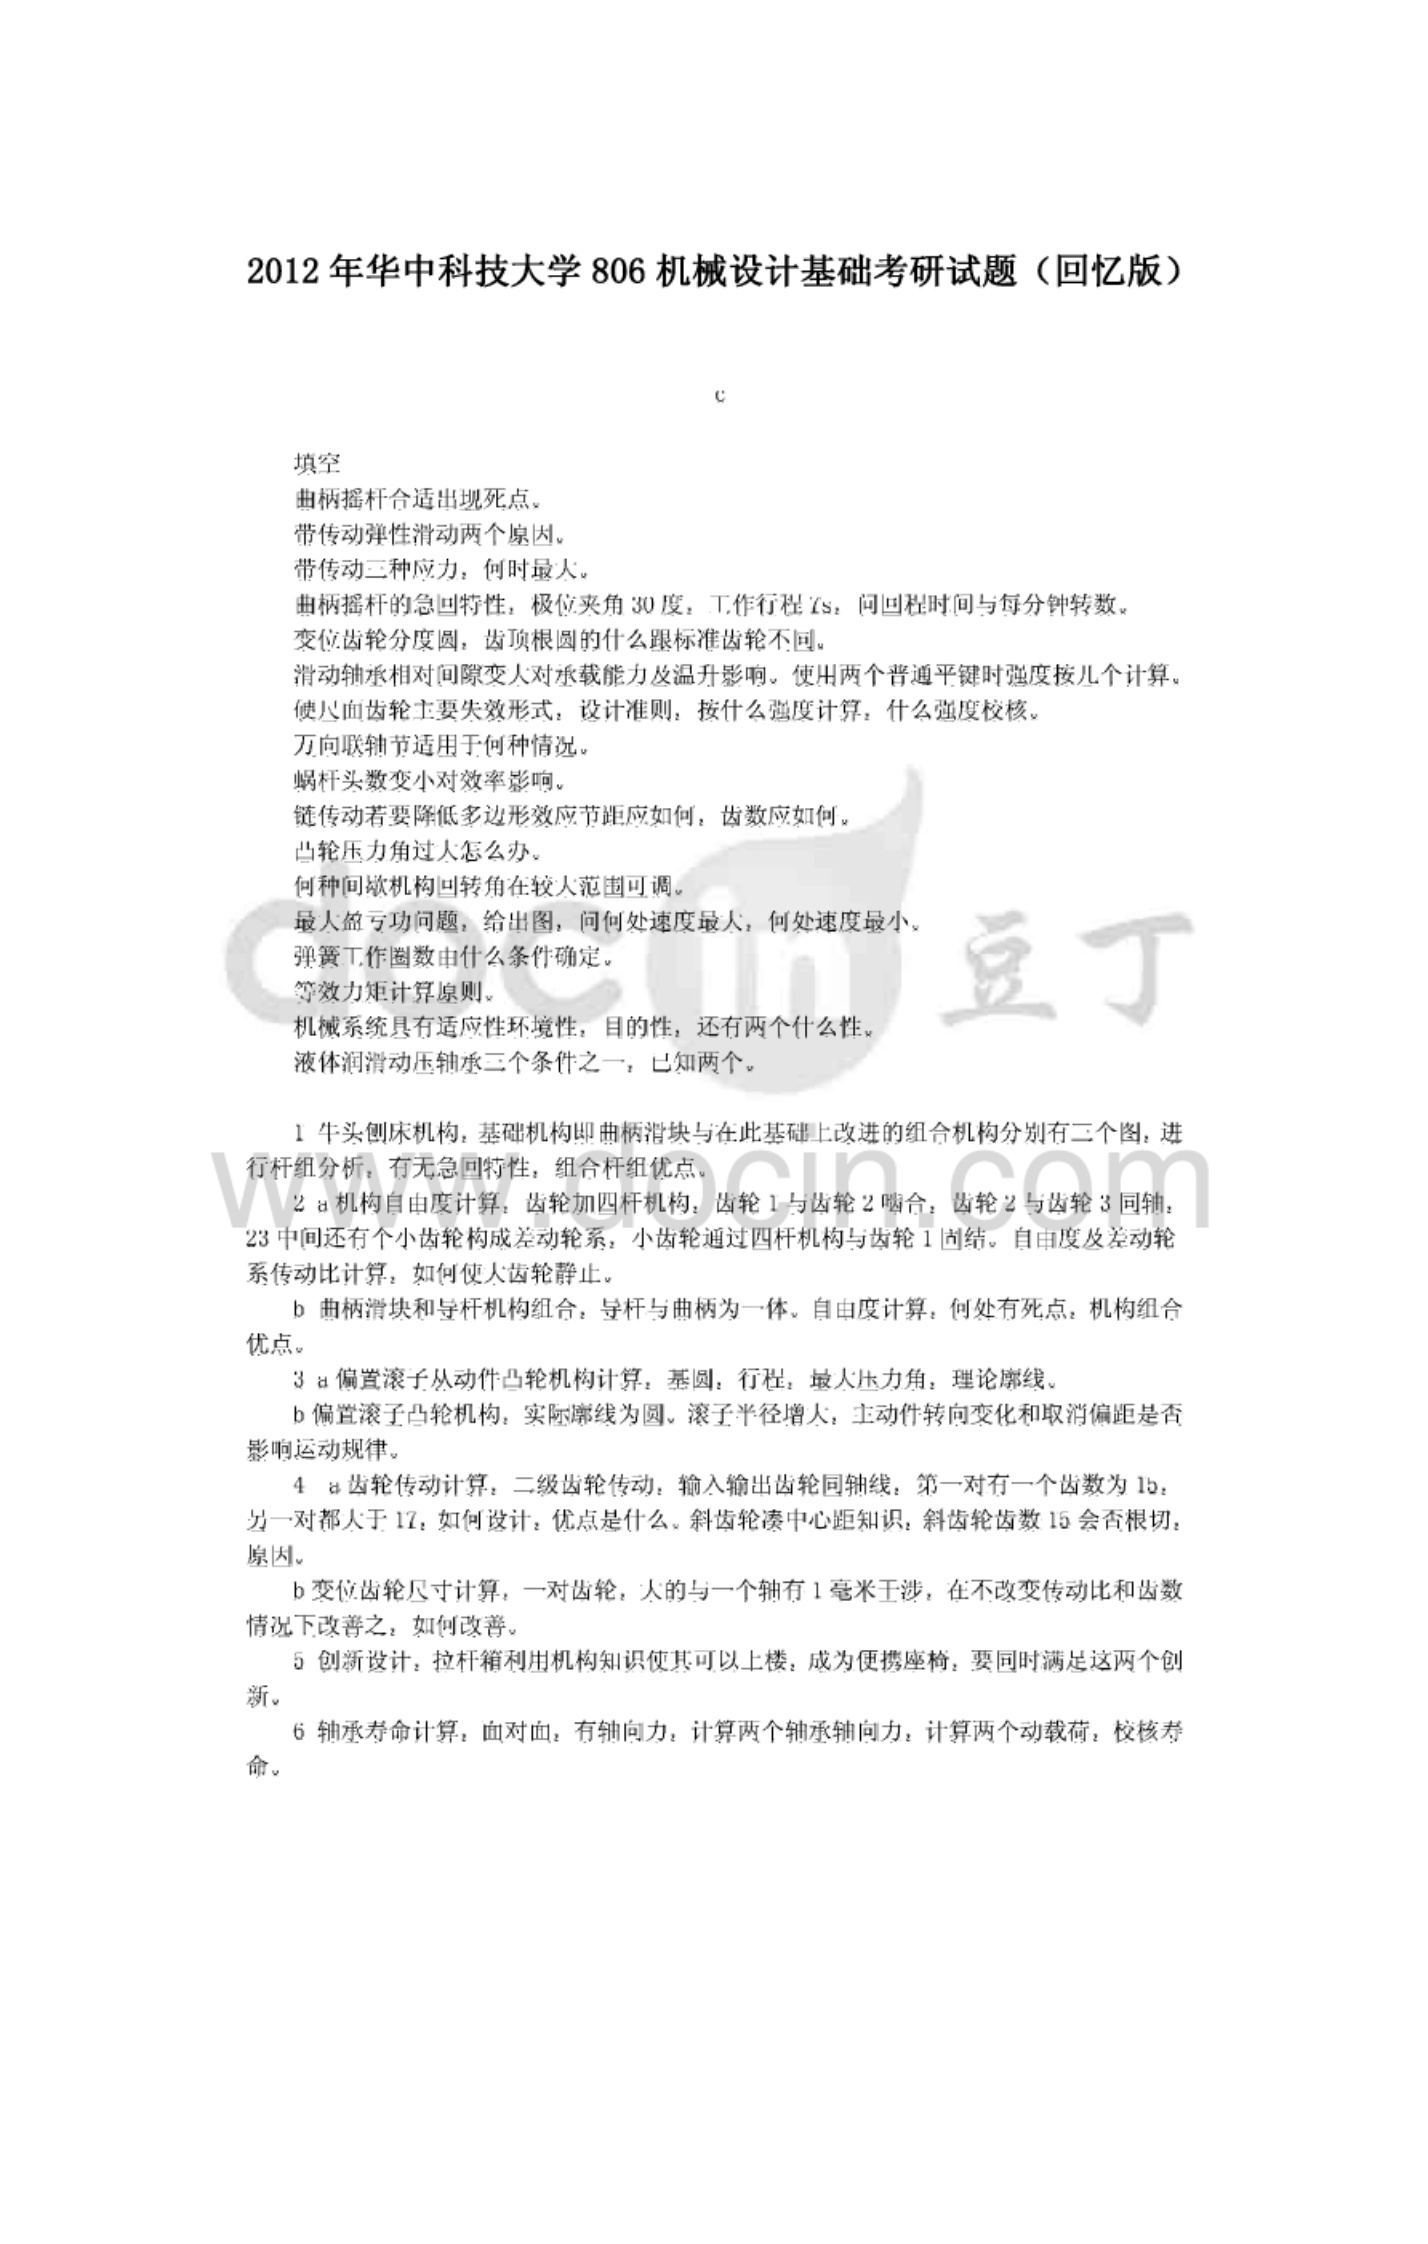 2012 年华中科技大学 806 机械设计基础考研试题（回忆版）
c
填空
曲柄摇杆合适出现死点。
带传动弹性滑动两个原因。
带传动三种应力，何时最大。
曲柄摇杆的急回特性，极位夹角 30 度，工作行程 7s，问回程时间与每分钟转数。
变位齿轮分度圆，齿顶根圆的什么跟标准齿轮不同。
滑动轴承相对间隙变大对承载能力及温升影响。使用两个普通平键时强度按几个计算。
硬尺面齿轮主要失效形式，设计准则，按什么强度计算，什么强度校核。
万向联轴节适用于何种情况。
蜗杆头数变小对效率影响。
链传动若要降低多边形效应节距应如何，齿数应如何。
凸轮压力角过大怎么办。
何种间歇机构回转角在较大范围可调。
最大盈亏功问题，给出图，问何处速度最大，何处速度最小。
弹簧工作圈数由什么条件确定。
等效力矩计算原则。
机械系统具有适应性环境性，目的性，还有两个什么性。
液体润滑动压轴承三个条件之一，已知两个。
1 牛头刨床机构，基础机构即曲柄滑块与在此基础上改进的组合机构分别有三个图，进
行杆组分析，有无急回特性，组合杆组优点。
2 a 机构自由度计算，齿轮加四杆机构，齿轮 1 与齿轮 2 啮合，齿轮 2 与齿轮 3 同轴，
23 中间还有个小齿轮构成差动轮系，小齿轮通过四杆机构与齿轮 1 固结。自由度及差动轮
系传动比计算，如何使大齿轮静止。
b 曲柄滑块和导杆机构组合，导杆与曲柄为一体。自由度计算，何处有死点，机构组合
优点。
3 a 偏置滚子从动件凸轮机构计算，基圆，行程，最大压力角，理论廓线。
b 偏置滚子凸轮机构，实际廓线为圆。滚子半径增大，主动件转向变化和取消偏距是否
影响运动规律。
4 a 齿轮传动计算，二级齿轮传动，输入输出齿轮同轴线，第一对有一个齿数为 15，
另一对都大于 17，如何设计，优点是什么。斜齿轮凑中心距知识，斜齿轮齿数 15 会否根切，
原因。
b 变位齿轮尺寸计算，一对齿轮，大的与一个轴有 1 毫米干涉，在不改变传动比和齿数
情况下改善之，如何改善。
5 创新设计，拉杆箱利用机构知识使其可以上楼，成为便携座椅，要同时满足这两个创
新。
6 轴承寿命计算，面对面，有轴向力，计算两个轴承轴向力，计算两个动载荷，校核寿
命。
docin 豆丁
www.docin.com